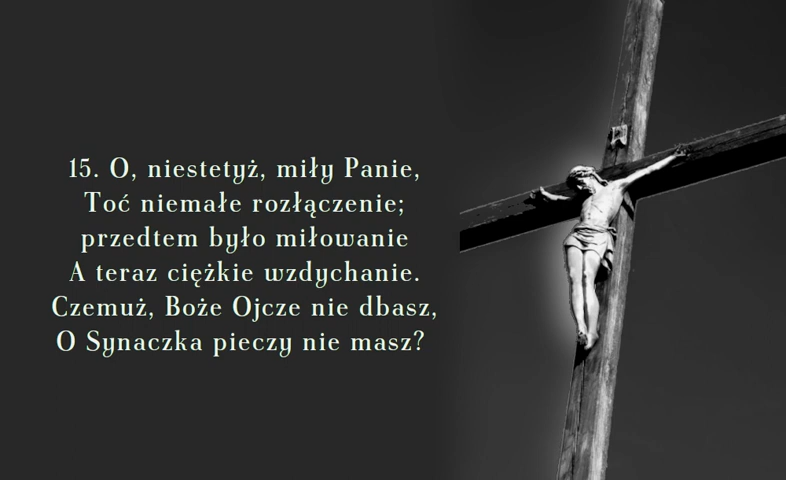 15. O, niestetyż, miły Panie,
Toć niemałe rozłączenie;
przedtem było miłowanie
A teraz ciężkie wzdychanie.
Czemuż, Boże Ojcze nie dbasz,
O Synaczka pieczy nie masz?